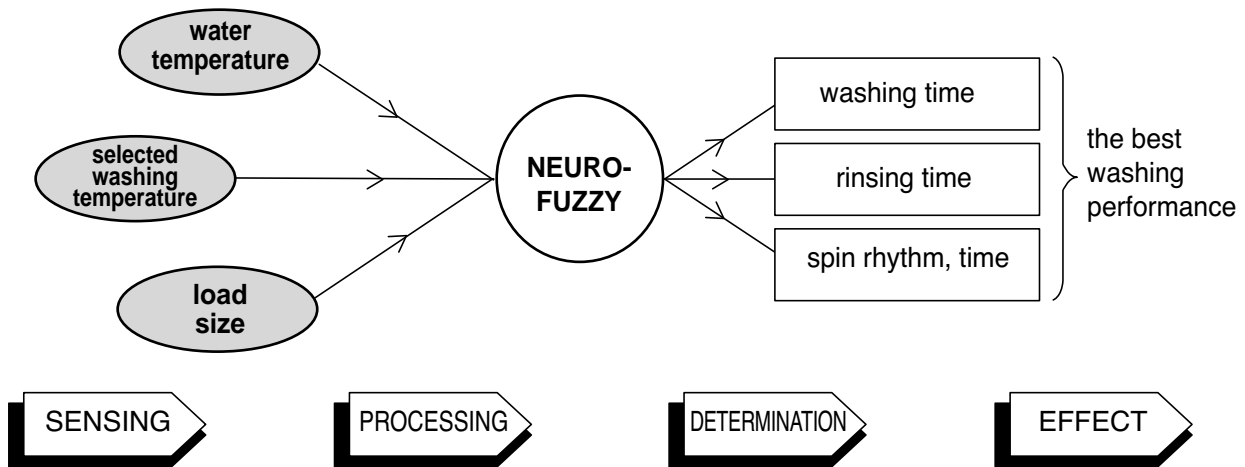 water
temperature
selected
washing
temperature
load
size
NEURO-
FUZZY
washing time
rinsing time
spin rhythm, time
the best
washing
performance
SENSING
PROCESSING
DETERMINATION
EFFECT